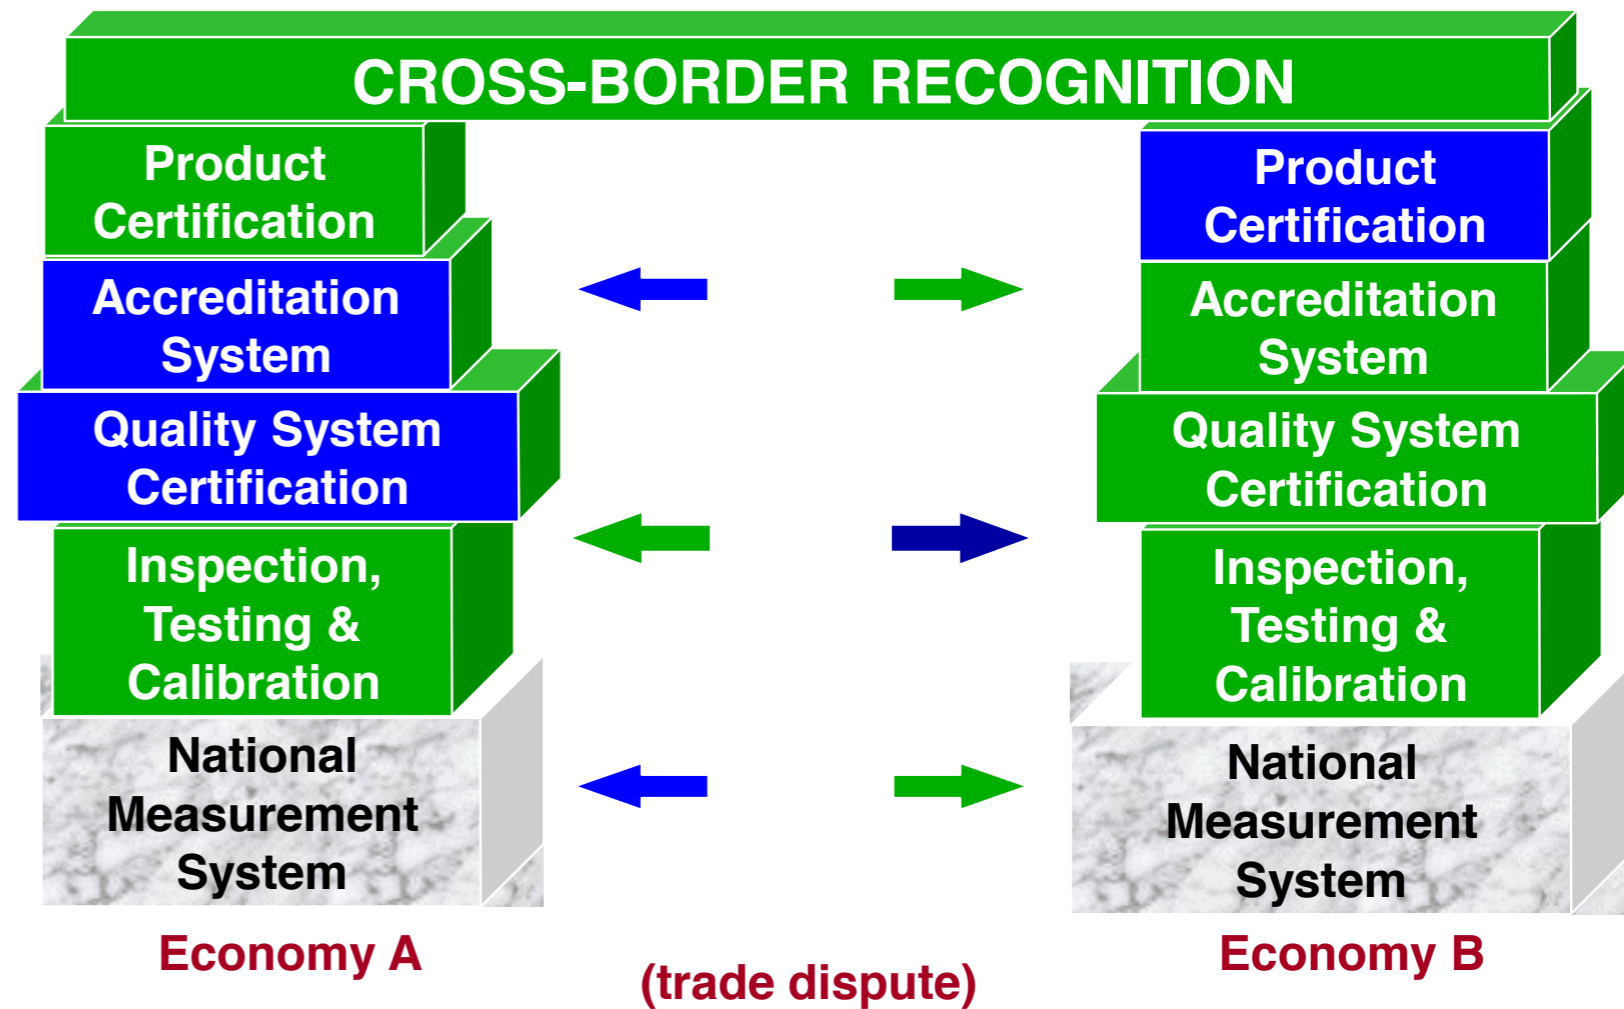 CROSS-BORDER RECOGNITION
Product
Certification
Accreditation
System
Quality System
Certification
Inspection,
Testing &
Calibration
National
Measurement
System
Economy A
Product
Certification
Accreditation
System
Quality System
Certification
Inspection,
Testing &
Calibration
National
Measurement
System
Economy B
(trade dispute)